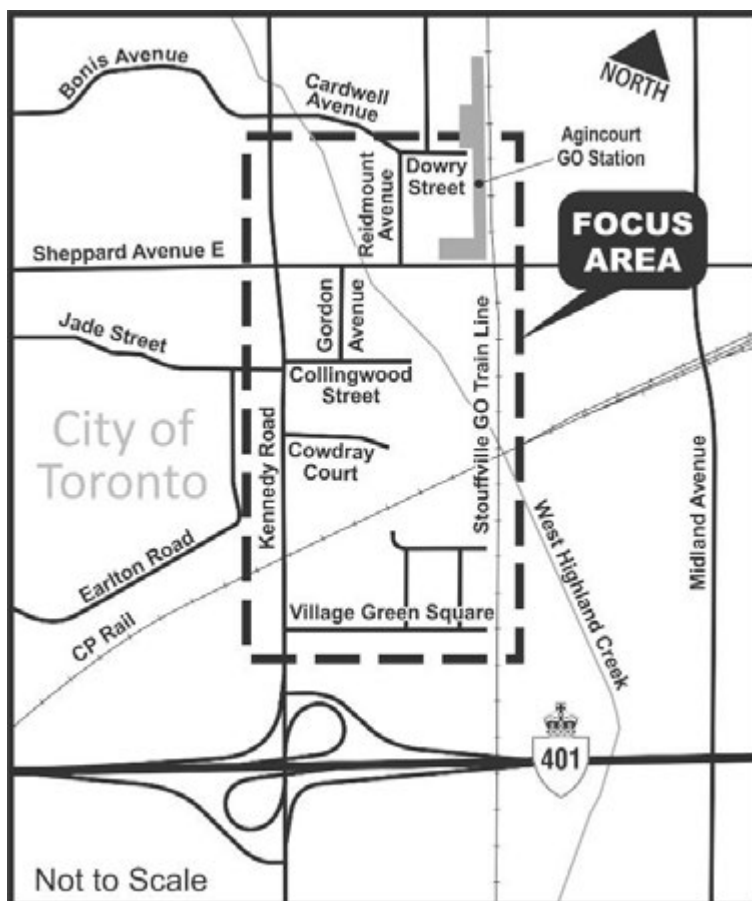 Bonis Avenue
Cardwell
Avenue
NORTH
Agincourt
GO Station
Reidmount
Avenue
Dowry
Street
FOCUS
AREA
Sheppard Avenue E
Gordon
Avenue
Jade Street
Collingwood
Street
City of
Toronto
Kennedy Road
Cowdray
Court
Stouffville GO Train Line
Midland Avenue
Earlton Road
CP Rail
Village Green Square
West Highland Creek
401
Not to Scale